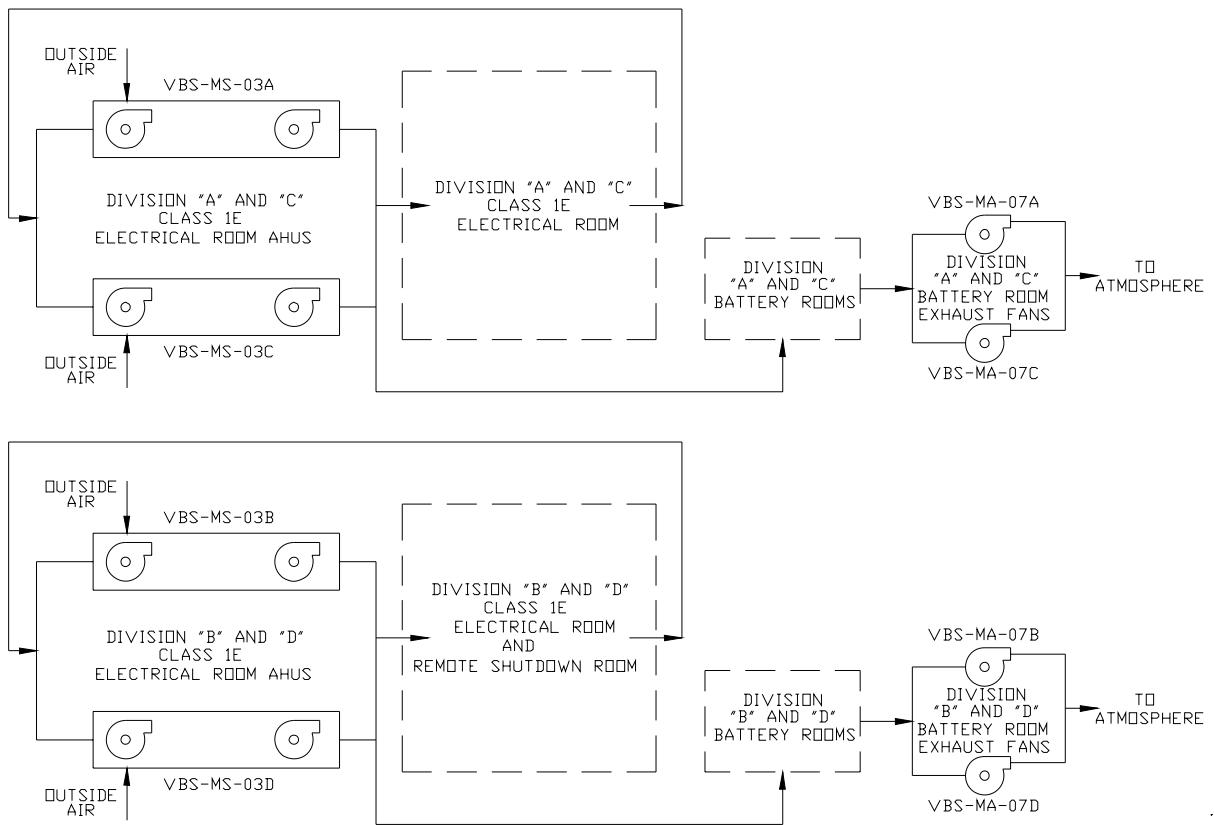 OUTSIDE
AIR
VBS-MS-03A
DIVISION "A" AND "C"
CLASS 1E
ELECTRICAL ROOM AHUS
VBS-MS-03C
OUTSIDE
AIR
DIVISION "A" AND "C"
CLASS 1E
ELECTRICAL ROOM
DIVISION
"A" AND "C"
BATTERY ROOMS
VBS-MA-07A
DIVISION
"A" AND "C"
BATTERY ROOM
EXHAUST FANS
VBS-MA-07C
TO
ATMOSPHERE
OUTSIDE
AIR
VBS-MS-03B
DIVISION "B" AND "D"
CLASS 1E
ELECTRICAL ROOM AHUS
VBS-MS-03D
OUTSIDE
AIR
DIVISION "B" AND "D"
CLASS 1E
ELECTRICAL ROOM
AND
REMOTE SHUTDOWN ROOM
DIVISION
"B" AND "D"
BATTERY ROOMS
VBS-MA-07B
DIVISION
"B" AND "D"
BATTERY ROOM
EXHAUST FANS
VBS-MA-07D
TO
ATMOSPHERE